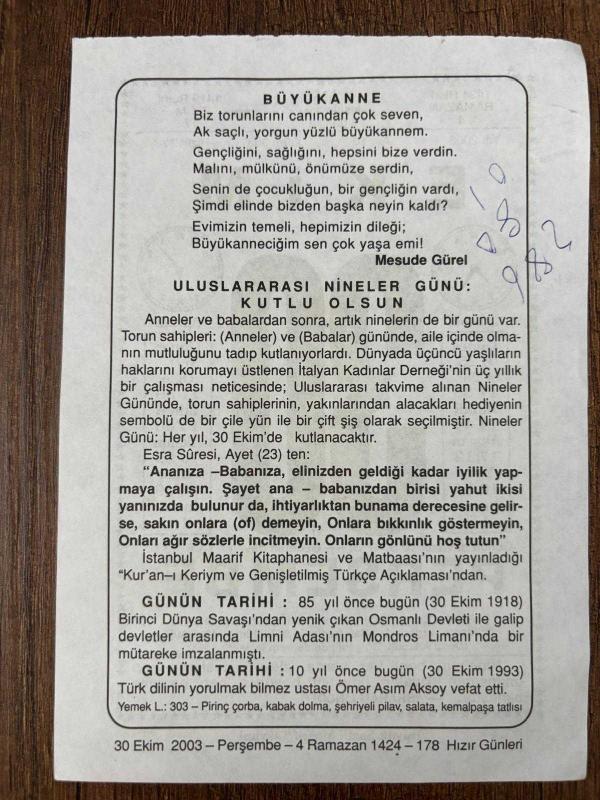 BÜYÜKANNE
Biz torunlarını canından çok seven,
Ak saçlı, yorgun yüzlü büyükannem.
Gençliğini, sağlığını, hepsini bize verdin.
Malını, mülkünü, önümüze serdin,
Senin de çocukluğun, bir gençliğin vardı,
Şimdi elinde bizden başka neyin kaldı?
Evimizin temeli, hepimizin dileği;
Büyükanneciğim sen çok yaşa emi!
Mesude Gürel
ULUSLARARASI NİNELER GÜNÜ:
KUTLU OLSUN
Anneler ve babalardan sonra, artık ninelerin de bir günü var.
Torun sahipleri: (Anneler) ve (Babalar) gününde, aile içinde olma-
nın mutluluğunu tadıp kutlanıyorlardı. Dünyada üçüncü yaşlıların
haklarını korumayı üstlenen İtalyan Kadınlar Derneği'nin üç yıllık
bir çalışması neticesinde; Uluslararası takvime alınan Nineler
Gününde, torun sahiplerinin, yakınlarından alacakları hediyenin
sembolü de bir çile yün ile bir çift şiş olarak seçilmiştir. Nineler
Günü: Her yıl, 30 Ekim'de kutlanacaktır.
Esra Sûresi, Ayet (23) ten:
“Ananıza –Babanıza, elinizden geldiği kadar iyilik yap-
maya çalışın. Şayet ana – babanızdan birisi yahut ikisi
yanınızda bulunur da, ihtiyarlıktan bunama derecesine gelir-
se, sakın onlara (of) demeyin, Onlara bıkkınlık göstermeyin,
Onları ağır sözlerle incitmeyin. Onların gönlünü hoş tutun”
İstanbul Maarif Kitaphanesi ve Matbaası'nın yayınladığı
“Kur'an–ı Keriym ve Genişletilmiş Türkçe Açıklaması'ndan.
GÜNÜN TARİHİ : 85 yıl önce bugün (30 Ekim 1918)
Birinci Dünya Savaşı'ndan yenik çıkan Osmanlı Devleti ile galip
devletler arasında Limni Adası'nın Mondros Limanı'nda bir
mütareke imzalanmıştı.
GÜNÜN TARİHİ : 10 yıl önce bugün (30 Ekim 1993)
Türk dilinin yorulmak bilmez ustası Ömer Asım Aksoy vefat etti.
Yemek L.: 303 – Pirinç çorba, kabak dolma, şehriyeli pilav, salata, kemalpaşa tatlısı
30 Ekim 2003 – Perşembe – 4 Ramazan 1424 – 178 Hızır Günleri